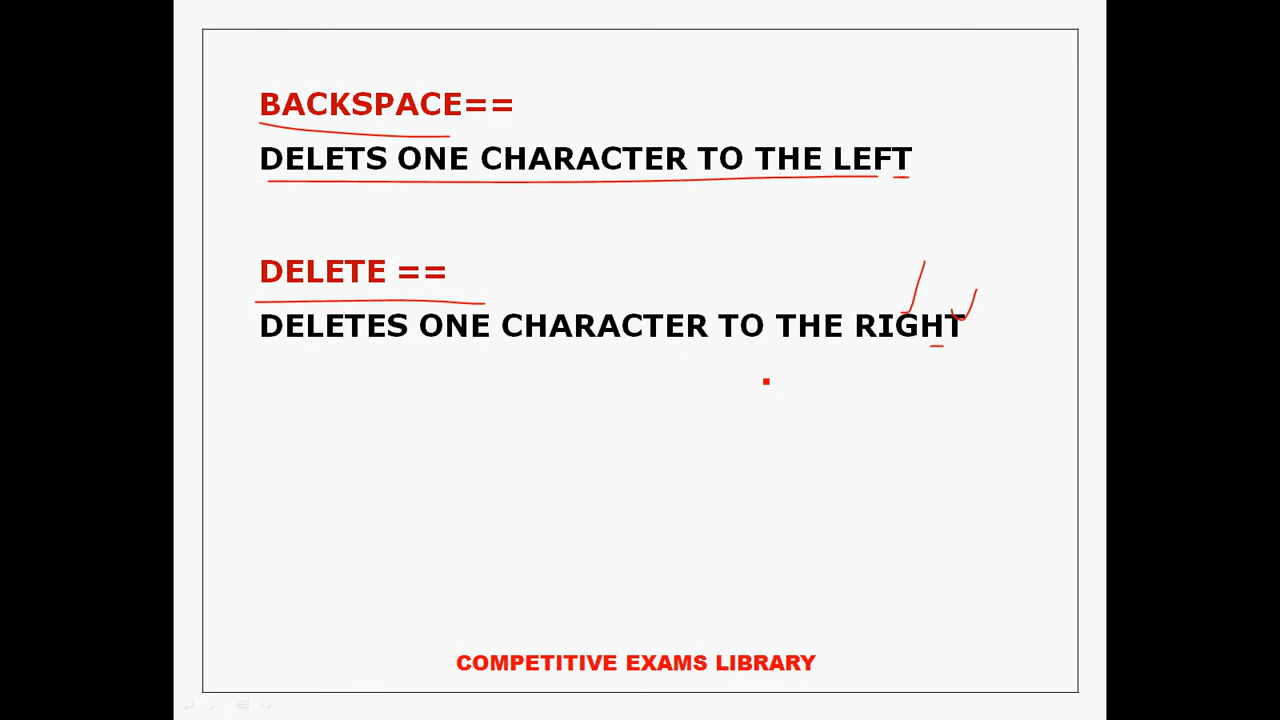 BACKSPACE==
DELETS ONE CHARACTER TO THE LEFT
DELETE ==
DELETES ONE CHARACTER TO THE RIGHT
COMPETITIVE EXAMS LIBRARY